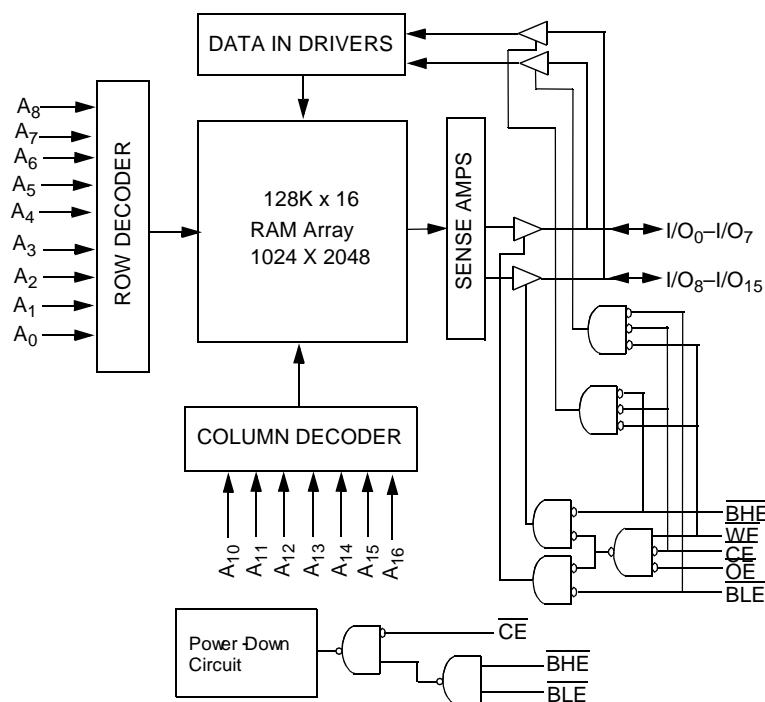 DATA IN DRIVERS
A8
A7
A6
A5
A4
A3
A2
A1
A0
ROW DECODER
128K x 16
RAM Array
1024 X 2048
SENSE AMPS
I/O0–I/O7
I/O8–I/O15
COLUMN DECODER
A10
A11
A12
A13
A14
A15
A16
BHE
WE
CE
OE
BLE
Power-Down
Circuit
CE
BHE
BLE